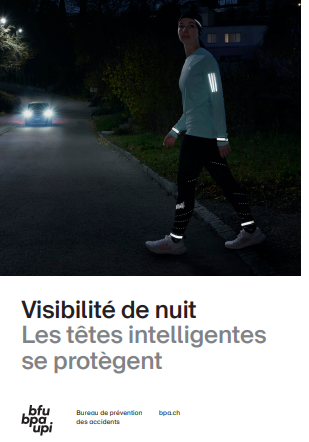 Visibilité de nuit
Les têtes intelligentes
se protègent
bfu
bpa
upi
Bureau de prévention
des accidents
bpa.ch